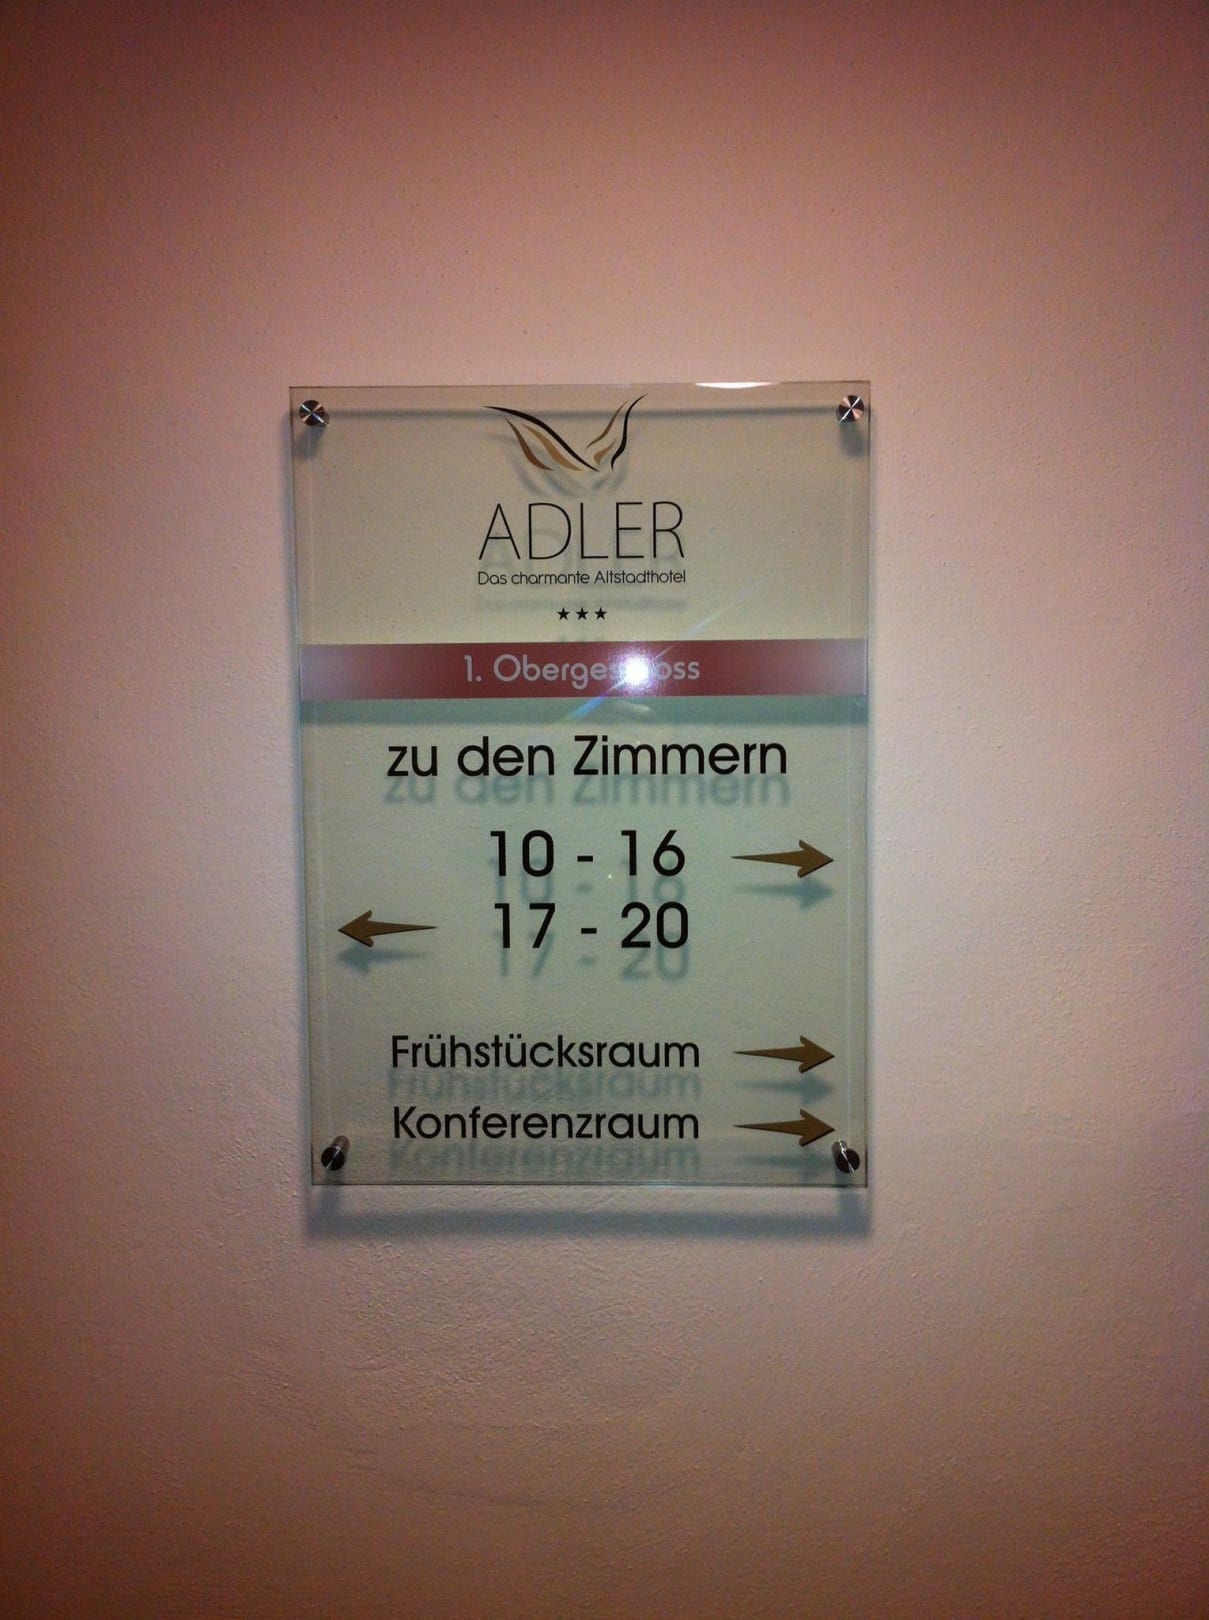 ADLER
Das charmante Altstadthotel
1. Obergeschoss
zu den Zimmern
10 - 16
17 - 20
Frühstücksraum
Konferenzraum